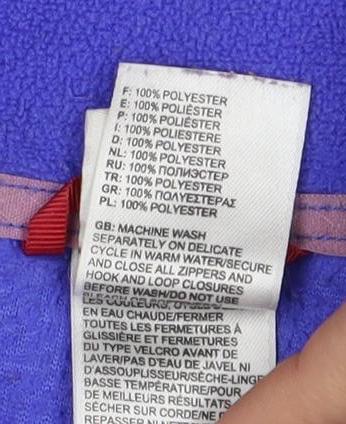 F: 100% POLYESTER
E: 100% POLIÉSTER
P: 100% POLIÉSTER
I: 100% POLIESTERE
D: 100% POLYESTER
NL: 100% POLYESTER
RU: 100% ПОЛИЭСТЕР
TR: 100% POLYESTER
GR: 100% ΠΟΛΥΕΣΤΕΡΑΣ
PL: 100% POLYESTER
GB: MACHINE WASH
SEPARATELY ON DELICATE
CYCLE IN WARM WATER/SECURE
AND CLOSE ALL ZIPPERS AND
HOOK AND LOOP CLOSURES
BEFORE WASH/DO NOT USE
LES COULEURS,
EN EAU CHAUDE/FERMER
TOUTES LES FERMETURES À
GLISSIÈRE ET FERMETURES
DU TYPE VELCRO AVANT DE
LAVER/PAS D'EAU DE JAVEL NI
D'ASSOUPLISSEUR/SÈCHE-LINGE
BASSE TEMPÉRATURE/POUR
DE MEILLEURS RÉSULTATS,
SÉCHER SUR CORDE/NE
REPASSER NI